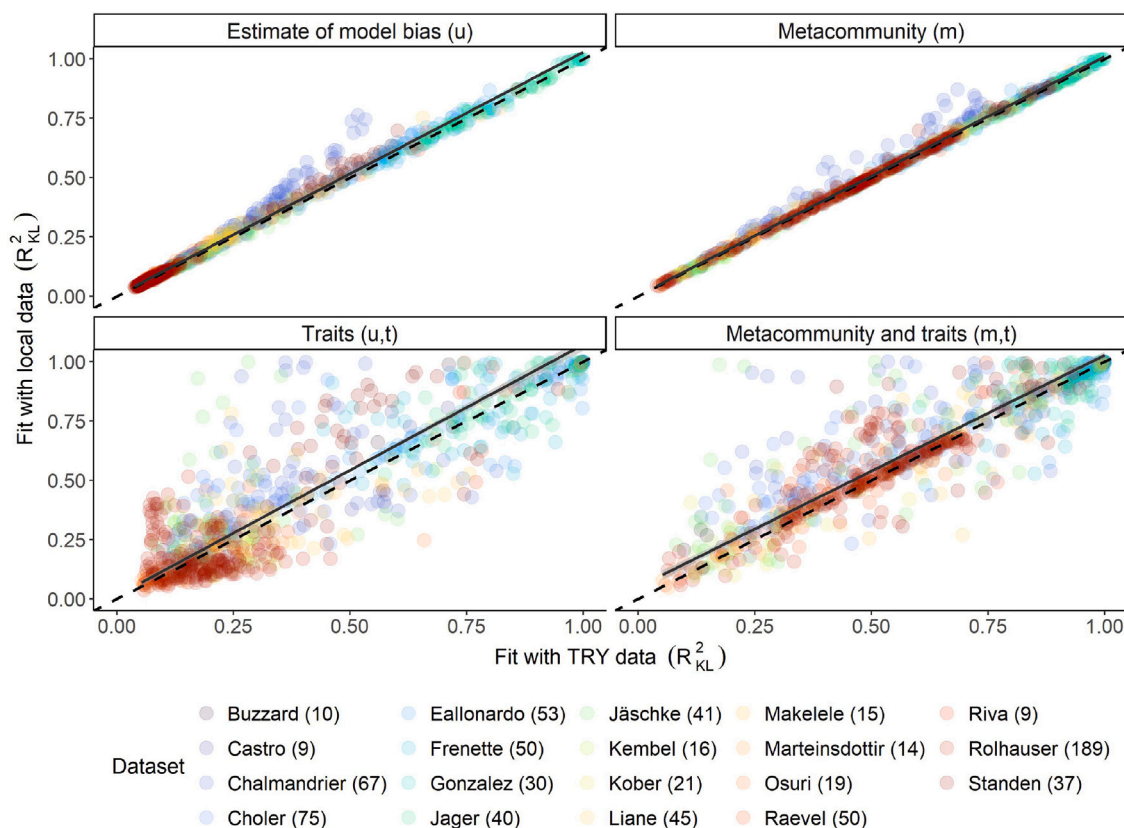 Estimate of model bias (u)
Metacommunity (m)
1.00
0.75
0.50
0.25
0.00
Traits (u,t)
Metacommunity and traits (m,t)
1.00
0.75
0.50
0.25
0.00
Fit with local data (R²KL)
0.00 0.25 0.50 0.75 1.00
0.00 0.25 0.50 0.75 1.00
Fit with TRY data (R²KL)
Dataset
Buzzard (10) Eallonardo (53) Jäschke (41) Makelele (15) Riva (9)
Castro (9) Frenette (50) Kembel (16) Marteinsdottir (14) Rolhauser (189)
Chalmandrier (67) Gonzalez (30) Kober (21) Osuri (19) Standen (37)
Choler (75) Jager (40) Liane (45) Raevel (50)